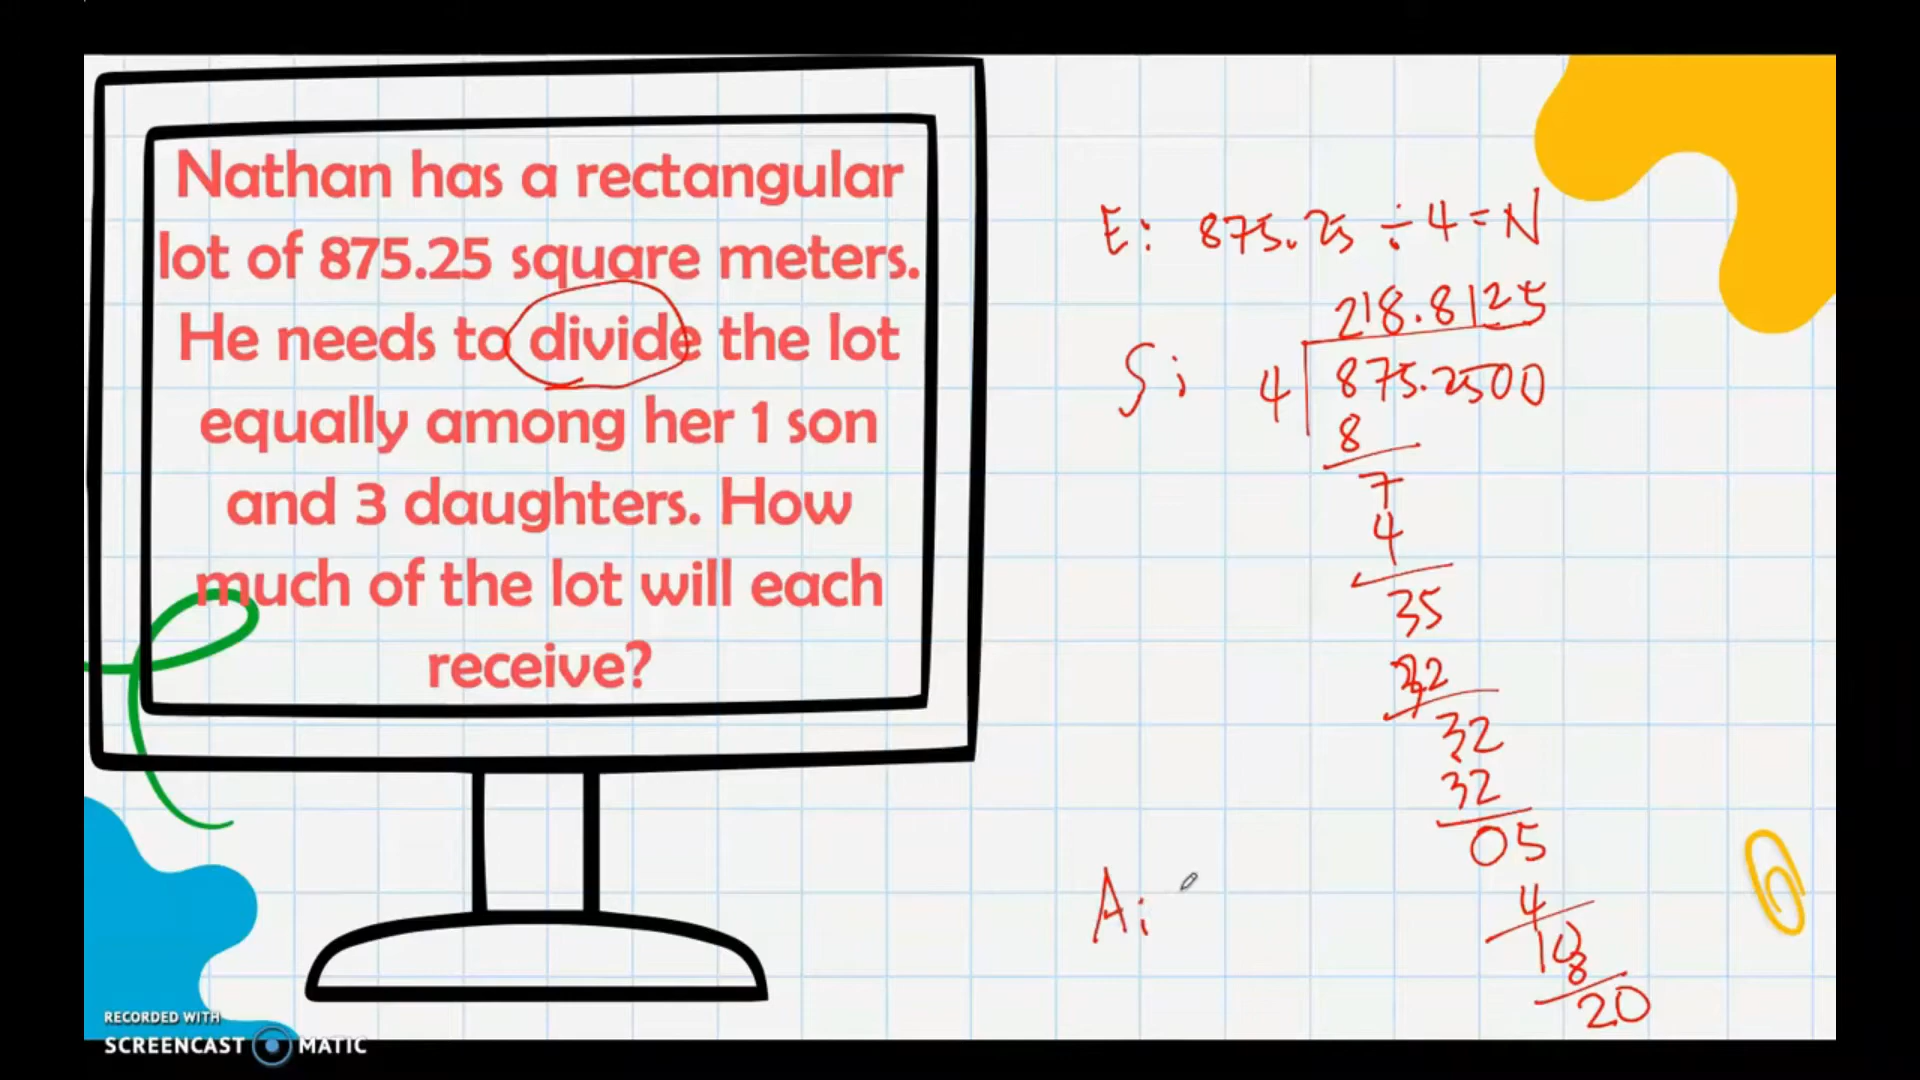 Nathan has a rectangular
lot of 875.25 square meters.
He needs to divide the lot
equally among her 1 son
and 3 daughters. How
much of the lot will each
receive?
E: 875.25 ÷ 4 = N
218.8125
S: 4 875.2500
8
7
4
35
32
32
32
05
4
10
8
20
A:
RECORDED WITH
SCREENCAST MATIC